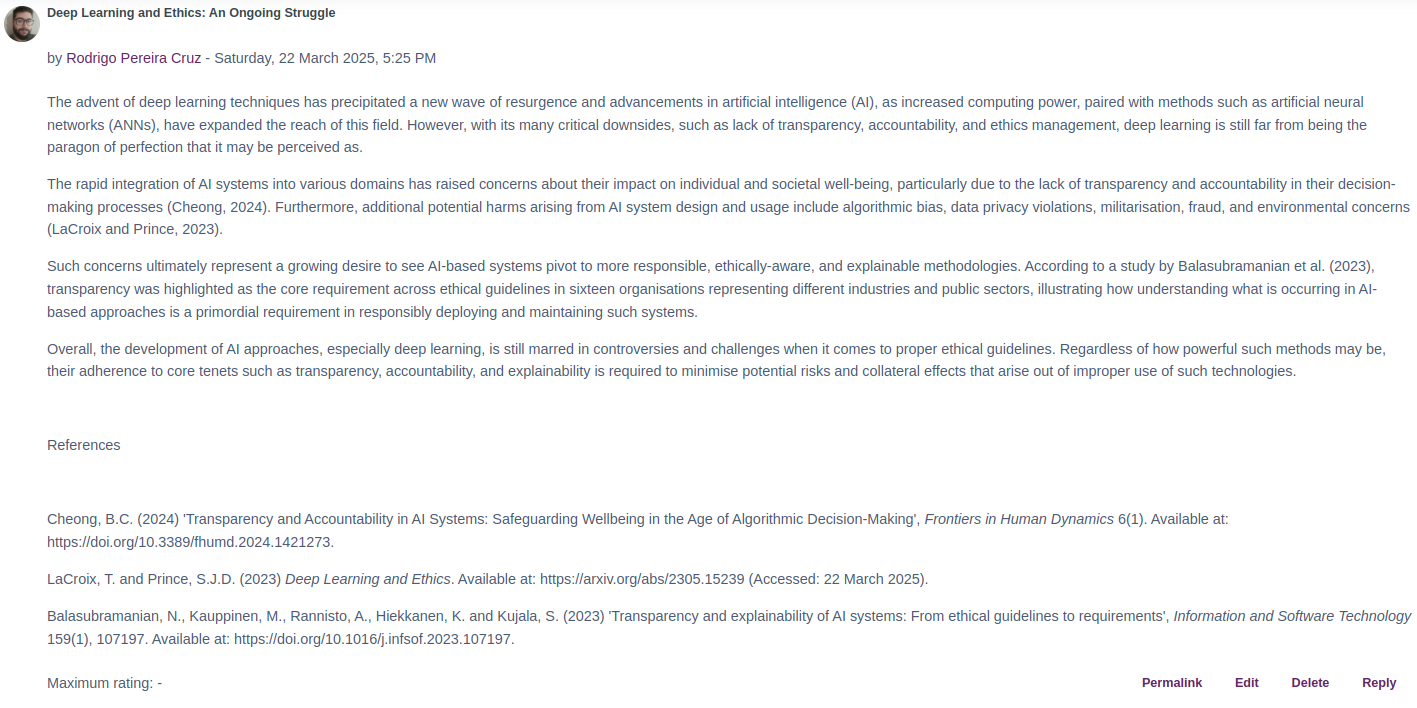 Deep Learning and Ethics: An Ongoing Struggle
by Rodrigo Pereira Cruz - Saturday, 22 March 2025, 5:25 PM
The advent of deep learning techniques has precipitated a new wave of resurgence and advancements in artificial intelligence (AI), as increased computing power, paired with methods such as artificial neural
networks (ANNs), have expanded the reach of this field. However, with its many critical downsides, such as lack of transparency, accountability, and ethics management, deep learning is still far from being the
paragon of perfection that it may be perceived as.
The rapid integration of AI systems into various domains has raised concerns about their impact on individual and societal well-being, particularly due to the lack of transparency and accountability in their decision-
making processes (Cheong, 2024). Furthermore, additional potential harms arising from AI system design and usage include algorithmic bias, data privacy violations, militarisation, fraud, and environmental concerns
(LaCroix and Prince, 2023).
Such concerns ultimately represent a growing desire to see AI-based systems pivot to more responsible, ethically-aware, and explainable methodologies. According to a study by Balasubramanian et al. (2023),
transparency was highlighted as the core requirement across ethical guidelines in sixteen organisations representing different industries and public sectors, illustrating how understanding what is occurring in AI-
based approaches is a primordial requirement in responsibly deploying and maintaining such systems.
Overall, the development of AI approaches, especially deep learning, is still marred in controversies and challenges when it comes to proper ethical guidelines. Regardless of how powerful such methods may be,
their adherence to core tenets such as transparency, accountability, and explainability is required to minimise potential risks and collateral effects that arise out of improper use of such technologies.
References
Cheong, B.C. (2024) 'Transparency and Accountability in AI Systems: Safeguarding Wellbeing in the Age of Algorithmic Decision-Making', Frontiers in Human Dynamics 6(1). Available at:
https://doi.org/10.3389/fhumd.2024.1421273.
LaCroix, T. and Prince, S.J.D. (2023) Deep Learning and Ethics. Available at: https://arxiv.org/abs/2305.15239 (Accessed: 22 March 2025).
Balasubramanian, N., Kauppinen, M., Rannisto, A., Hiekkanen, K. and Kujala, S. (2023) 'Transparency and explainability of AI systems: From ethical guidelines to requirements', Information and Software Technology
159(1), 107197. Available at: https://doi.org/10.1016/j.infsof.2023.107197.
Maximum rating: -
Permalink Edit Delete Reply